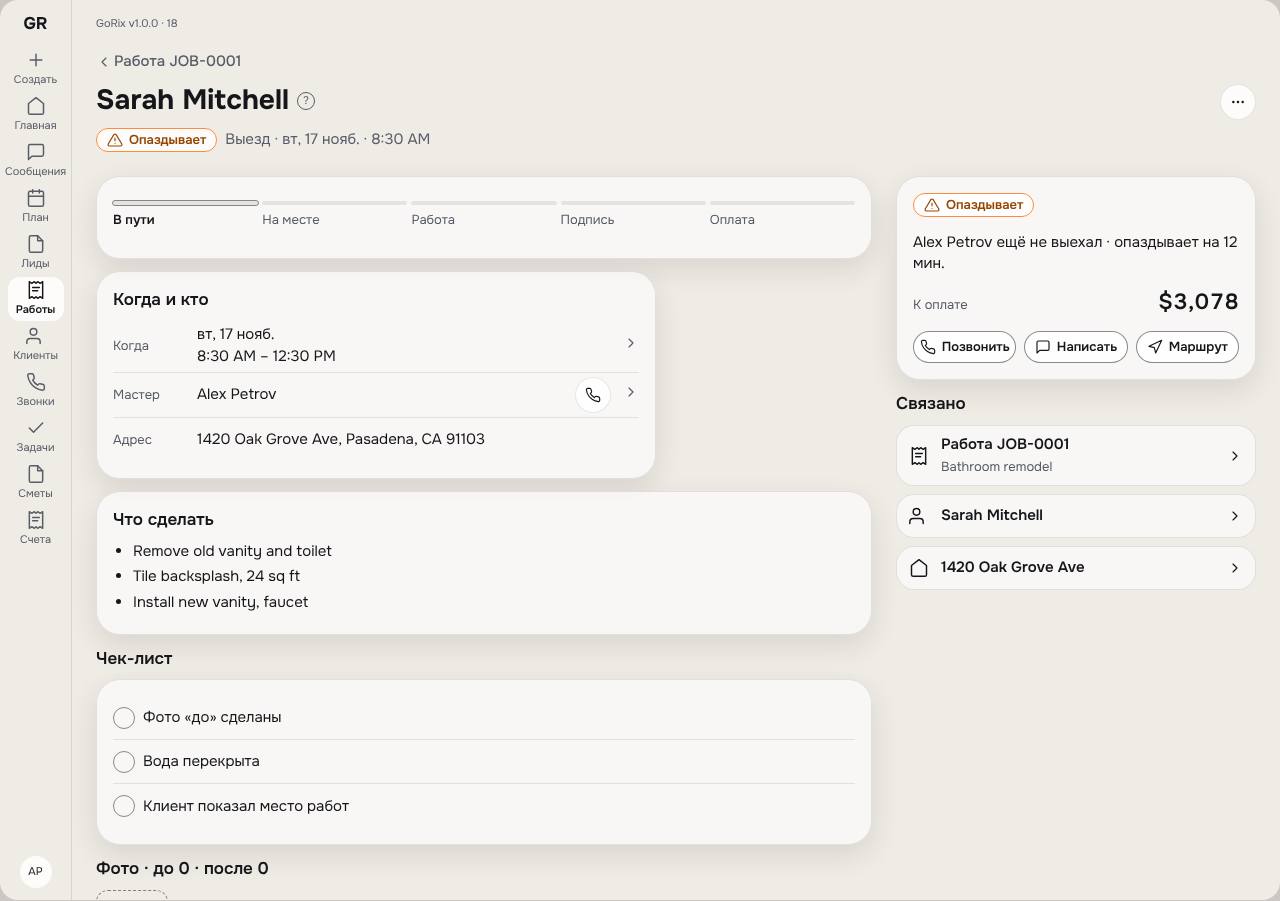 GR
Создать
Главная
Сообщения
План
Лиды
Работы
Клиенты
Звонки
Задачи
Сметы
Счета
AP
GoRix v1.0.0 · 18
Работа JOB-0001
Sarah Mitchell ?
Опаздывает Выезд · вт, 17 нояб. · 8:30 AM
В пути На месте Работа Подпись Оплата
Когда и кто
Когда вт, 17 нояб.
8:30 AM – 12:30 PM
Мастер Alex Petrov
Адрес 1420 Oak Grove Ave, Pasadena, CA 91103
Что сделать
• Remove old vanity and toilet
• Tile backsplash, 24 sq ft
• Install new vanity, faucet
Чек-лист
Фото «до» сделаны
Вода перекрыта
Клиент показал место работ
Фото · до 0 · после 0
Опаздывает
Alex Petrov ещё не выехал · опаздывает на 12
мин.
К оплате $3,078
Позвонить Написать Маршрут
Связано
Работа JOB-0001
Bathroom remodel
Sarah Mitchell
1420 Oak Grove Ave